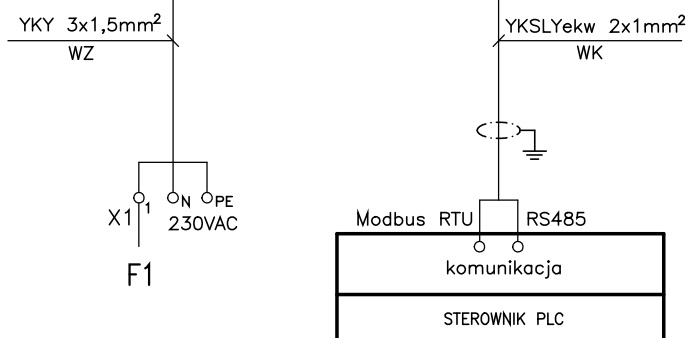 YKY 3x1,5mm²
WZ
YKSLYekw 2x1mm²
WK
X1 1 N PE
230VAC
F1
Modbus RTU RS485
komunikacja
STEROWNIK PLC